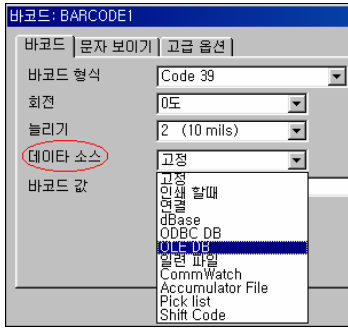 바코드: BARCODE1
바코드 문자 보이기 고급 옵션
바코드 형식 Code 39
회전 0도
늘리기 2 (10 mils)
데이타 소스 고정
바코드 값
고정
인쇄 할때
연결
dBase
ODBC DB
OLE DB
일련 파일
CommWatch
Accumulator File
Pick list
Shift Code